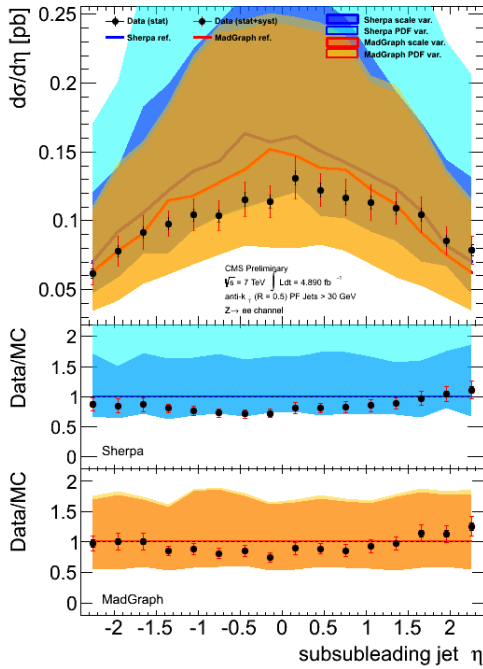 dσ/dη [pb]
0.25
0.2
0.15
0.1
0.05
0
Data (stat)
Data (stat+syst)
Sherpa ref.
MadGraph ref.
Sherpa scale var.
Sherpa PDF var.
MadGraph scale var.
MadGraph PDF var.
CMS Preliminary
√s = 7 TeV ∫ Ldt = 4.890 fb⁻¹
anti-k_T (R = 0.5) PF Jets > 30 GeV
Z→ ee channel
Data/MC
2
1.5
1
0.5
0
Sherpa
Data/MC
2
1.5
1
0.5
0
MadGraph
-2 -1.5 -1 -0.5 0 0.5 1 1.5 2
subsubleading jet η